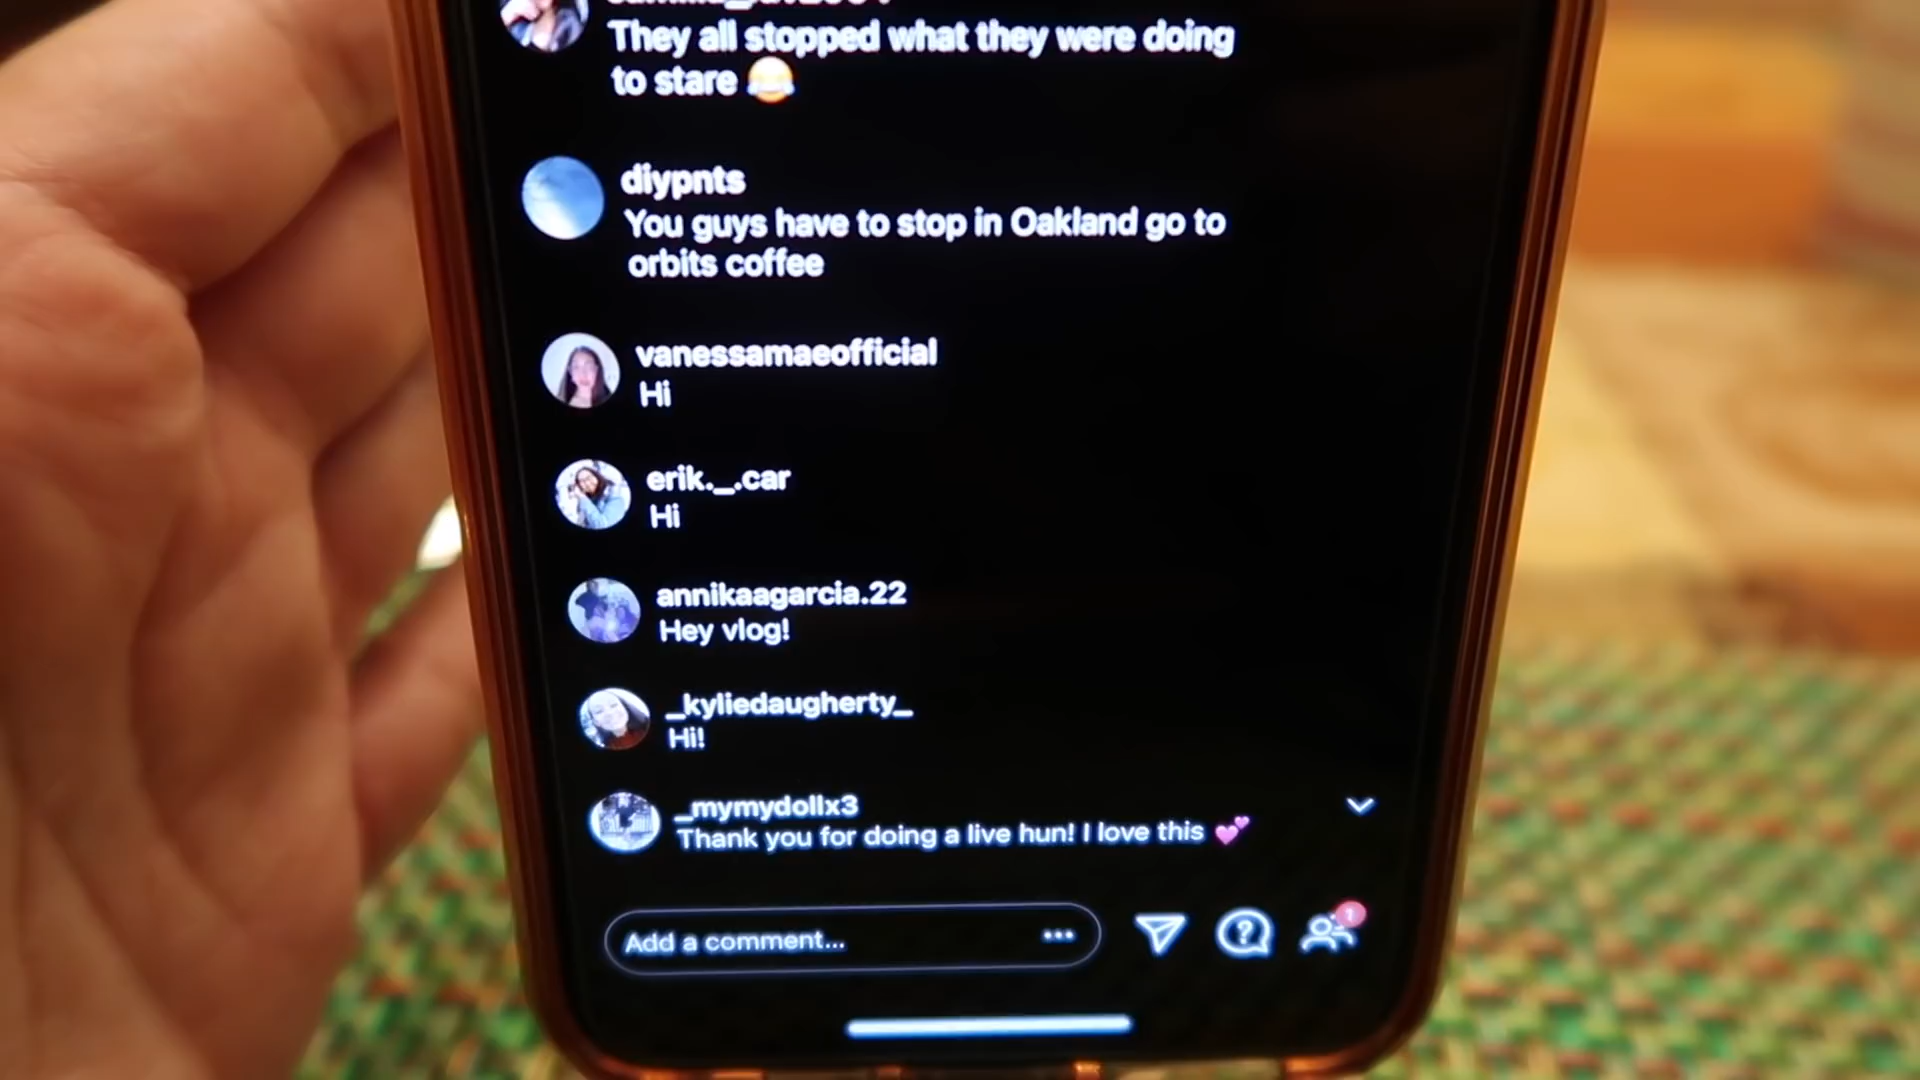 They all stopped what they were doing
to stare 😂
diypnts
You guys have to stop in Oakland go to
orbits coffee
vanessamaeofficial
Hi
erik._.car
Hi
annikaagarcia.22
Hey vlog!
_kyliedaugherty_
Hi!
_mymydollx3
Thank you for doing a live hun! I love this 💕
Add a comment...
1